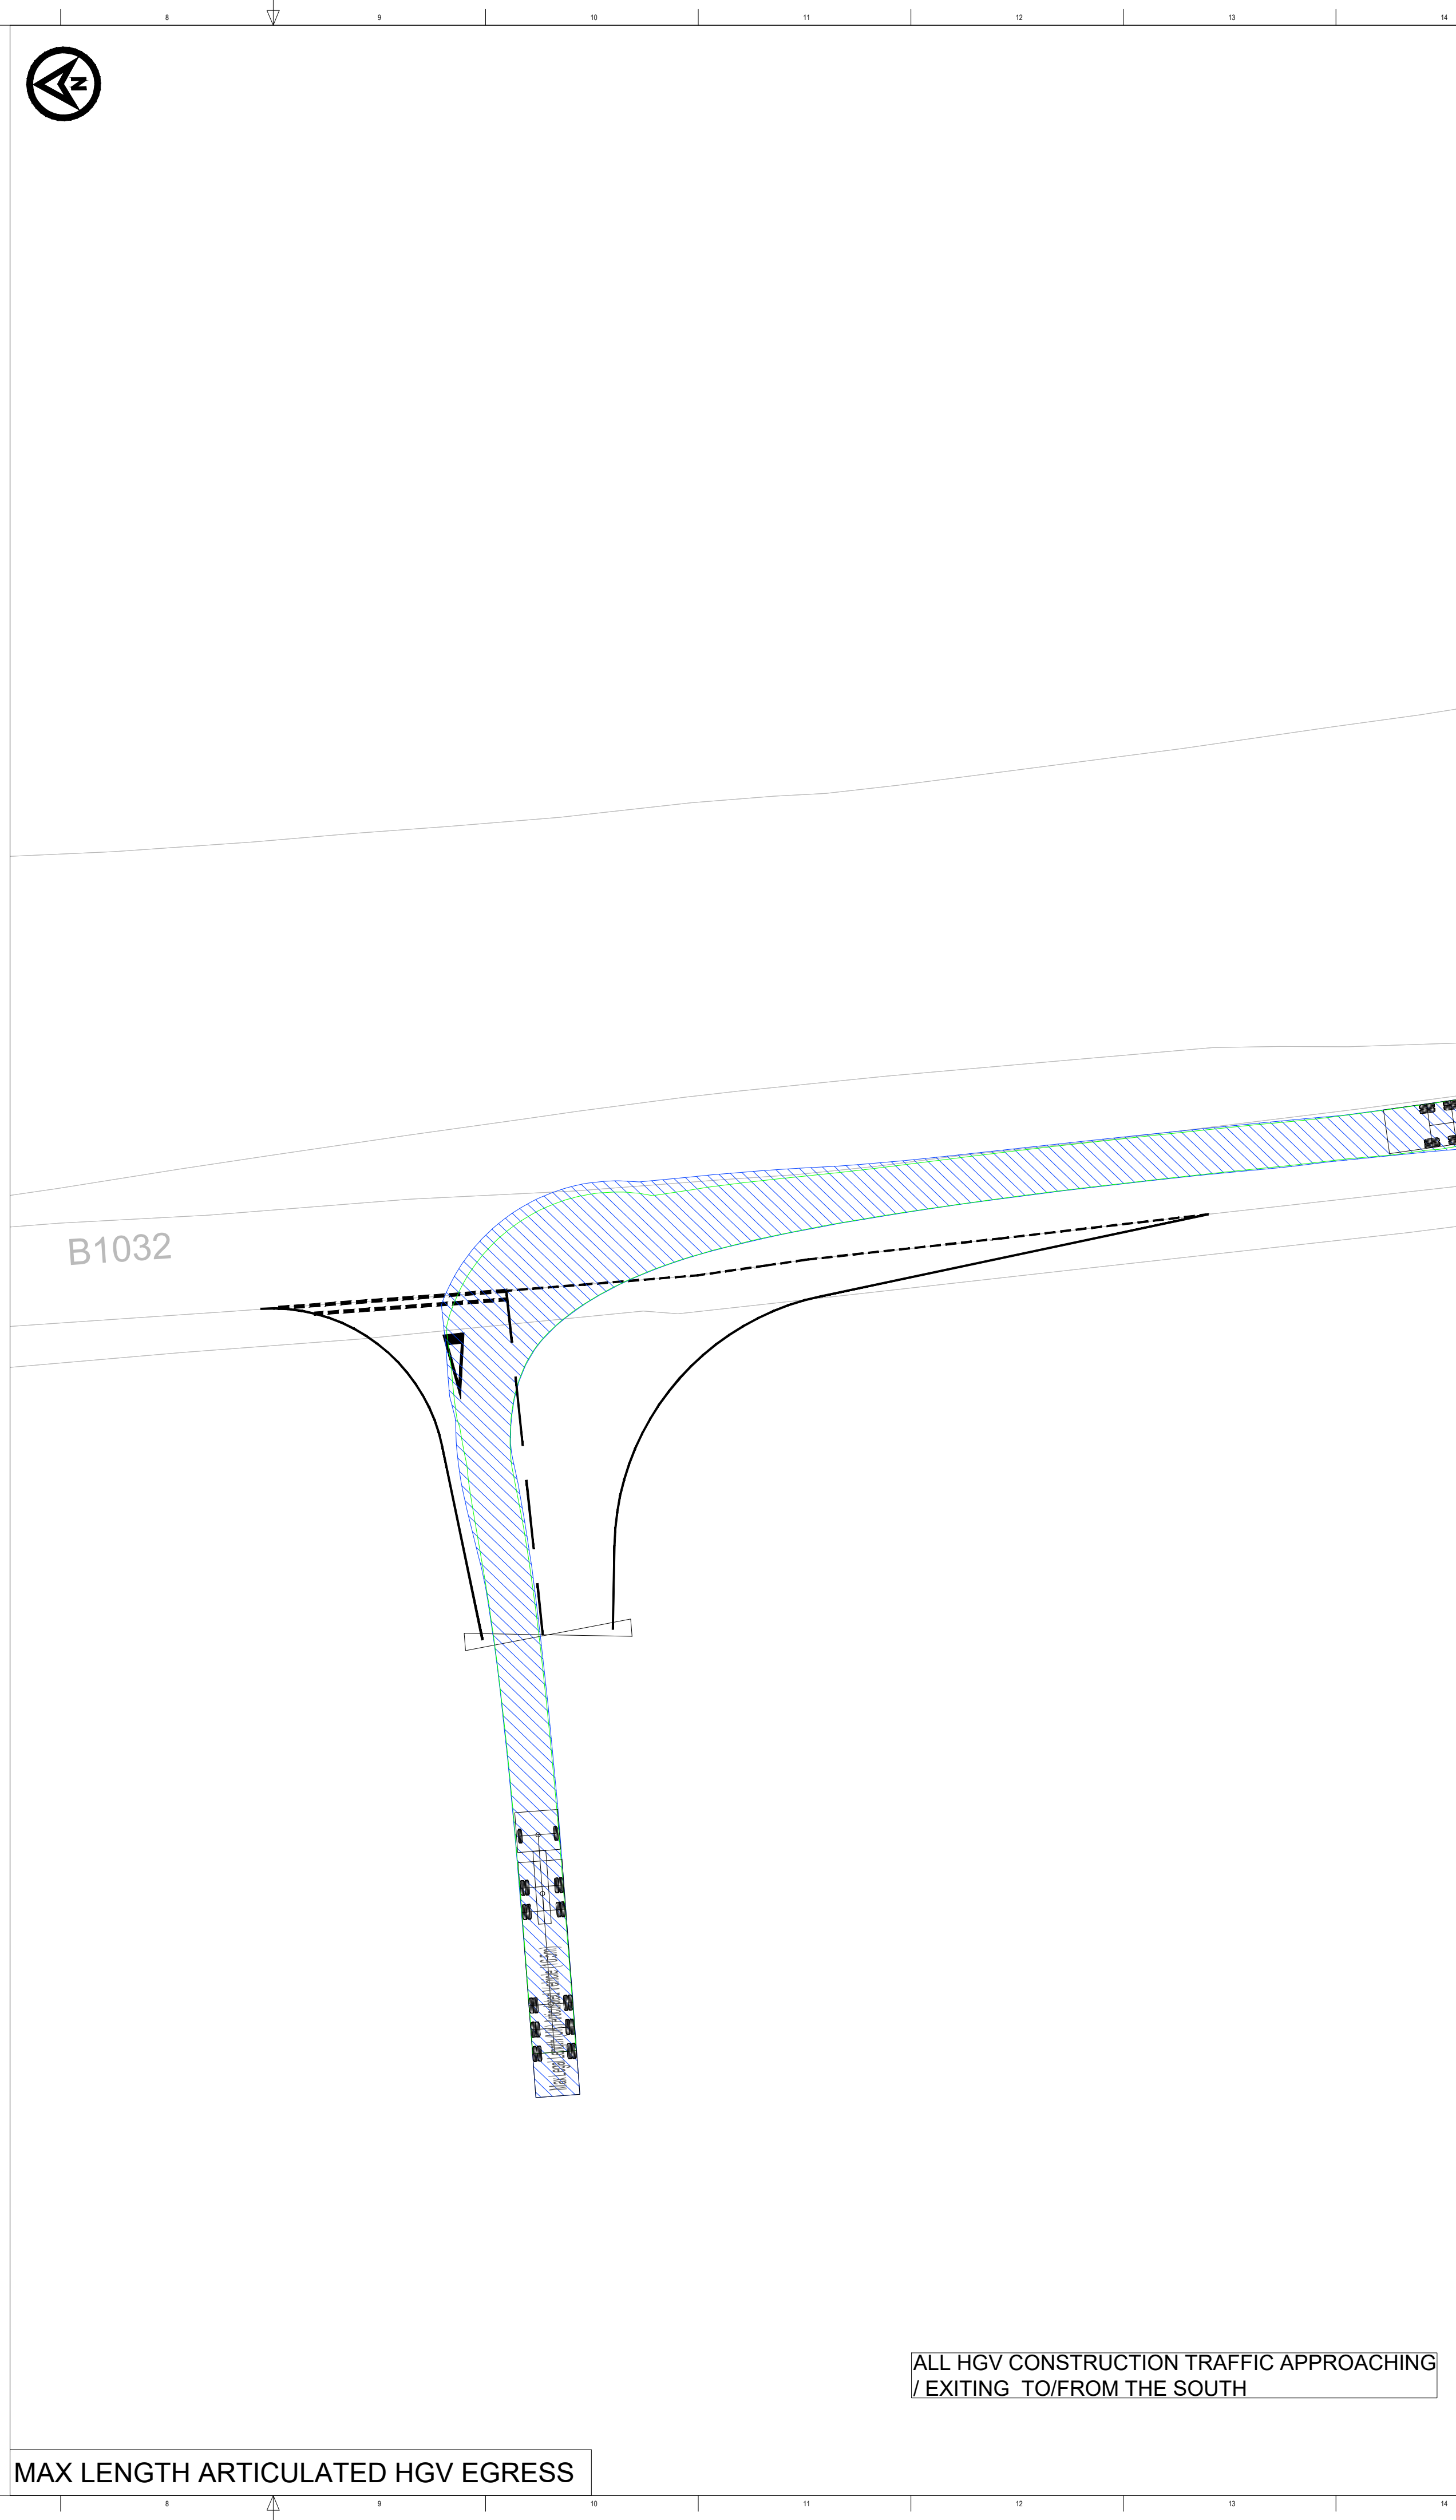 8 9 10 11 12 13 14
N
B1032
ALL HGV CONSTRUCTION TRAFFIC APPROACHING
/ EXITING TO/FROM THE SOUTH
MAX LENGTH ARTICULATED HGV EGRESS
8 9 10 11 12 13 14